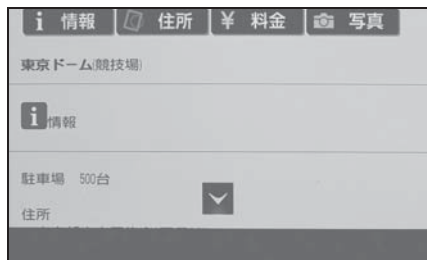 i 情報 住所 ¥ 料金 写真
東京ドーム(競技場)
i 情報
駐車場 500台
住所